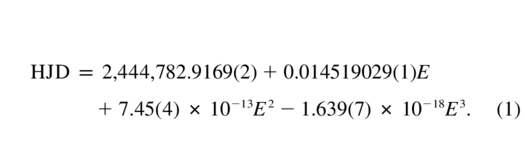 HJD = 2,444,782.9169(2) + 0.014519029(1)E
+ 7.45(4) × 10⁻¹³E² − 1.639(7) × 10⁻¹⁸E³. (1)